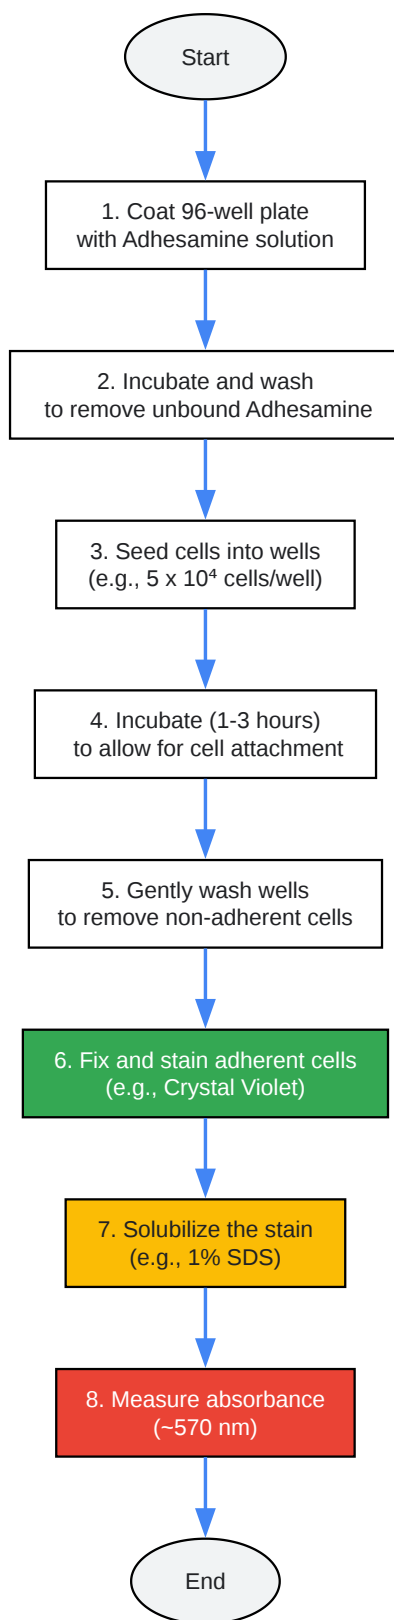 Start
1. Coat 96-well plate
with Adhesamine solution
2. Incubate and wash
to remove unbound Adhesamine
3. Seed cells into wells
(e.g., 5 x 10⁴ cells/well)
4. Incubate (1-3 hours)
to allow for cell attachment
5. Gently wash wells
to remove non-adherent cells
6. Fix and stain adherent cells
(e.g., Crystal Violet)
7. Solubilize the stain
(e.g., 1% SDS)
8. Measure absorbance
(~570 nm)
End